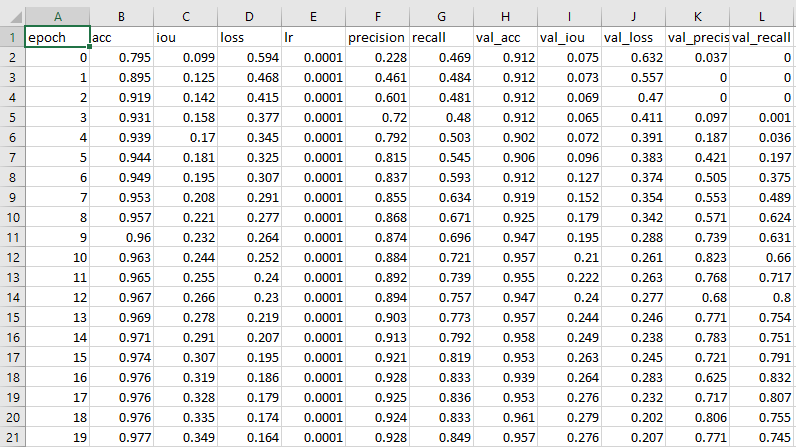 A B C D E F G H I J K L
1 epoch acc iou loss lr precision recall val_acc val_iou val_loss val_precis val_recall
2 0 0.795 0.099 0.594 0.0001 0.228 0.469 0.912 0.075 0.632 0.037 0
3 1 0.895 0.125 0.468 0.0001 0.461 0.484 0.912 0.073 0.557 0 0
4 2 0.919 0.142 0.415 0.0001 0.601 0.481 0.912 0.069 0.47 0 0
5 3 0.931 0.158 0.377 0.0001 0.72 0.48 0.912 0.065 0.411 0.097 0.001
6 4 0.939 0.17 0.345 0.0001 0.792 0.503 0.902 0.072 0.391 0.187 0.036
7 5 0.944 0.181 0.325 0.0001 0.815 0.545 0.906 0.096 0.383 0.421 0.197
8 6 0.949 0.195 0.307 0.0001 0.837 0.593 0.912 0.127 0.374 0.505 0.375
9 7 0.953 0.208 0.291 0.0001 0.855 0.634 0.919 0.152 0.354 0.553 0.489
10 8 0.957 0.221 0.277 0.0001 0.868 0.671 0.925 0.179 0.342 0.571 0.624
11 9 0.96 0.232 0.264 0.0001 0.874 0.696 0.947 0.195 0.288 0.739 0.631
12 10 0.963 0.244 0.252 0.0001 0.884 0.721 0.957 0.21 0.261 0.823 0.66
13 11 0.965 0.255 0.24 0.0001 0.892 0.739 0.955 0.222 0.263 0.768 0.717
14 12 0.967 0.266 0.23 0.0001 0.894 0.757 0.947 0.24 0.277 0.68 0.8
15 13 0.969 0.278 0.219 0.0001 0.903 0.773 0.957 0.244 0.246 0.771 0.754
16 14 0.971 0.291 0.207 0.0001 0.913 0.792 0.958 0.249 0.238 0.783 0.751
17 15 0.974 0.307 0.195 0.0001 0.921 0.819 0.953 0.263 0.245 0.721 0.791
18 16 0.976 0.319 0.186 0.0001 0.928 0.833 0.939 0.264 0.283 0.625 0.832
19 17 0.976 0.328 0.179 0.0001 0.925 0.836 0.953 0.276 0.232 0.717 0.807
20 18 0.976 0.335 0.174 0.0001 0.924 0.833 0.961 0.279 0.202 0.806 0.755
21 19 0.977 0.349 0.164 0.0001 0.928 0.849 0.957 0.276 0.207 0.771 0.745